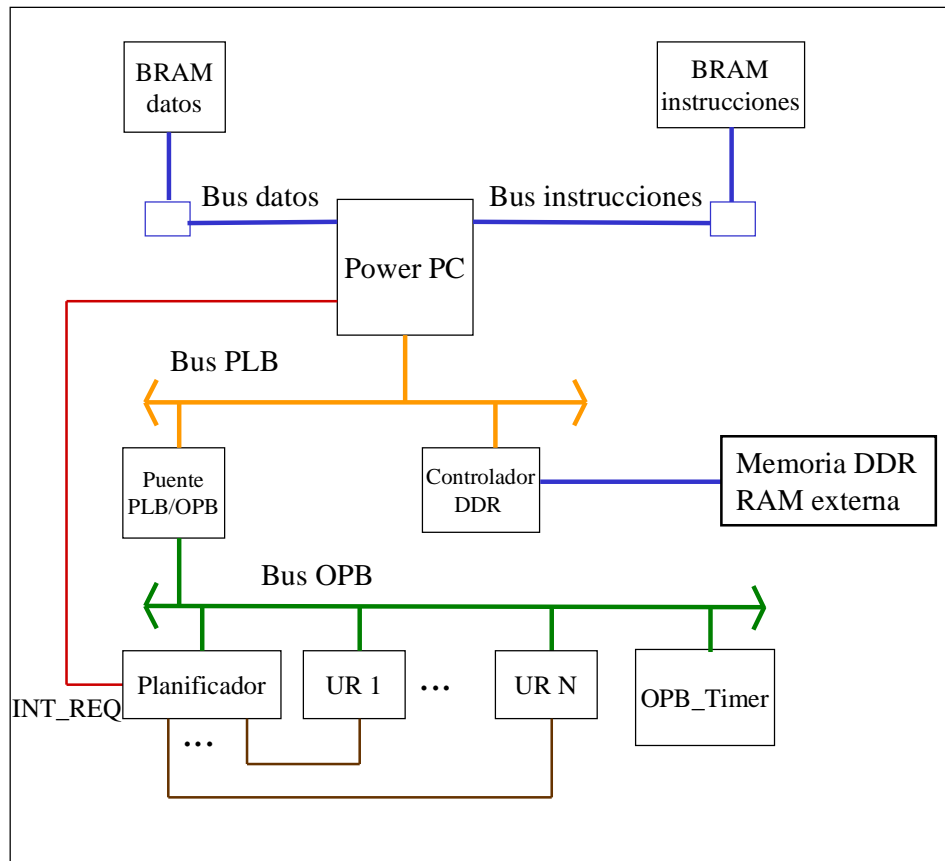 BRAM
datos
BRAM
instrucciones
Bus datos
Bus instrucciones
Power PC
Bus PLB
Puente
PLB/OPB
Controlador
DDR
Memoria DDR
RAM externa
Bus OPB
Planificador
UR 1
...
UR N
OPB_Timer
INT_REQ
...